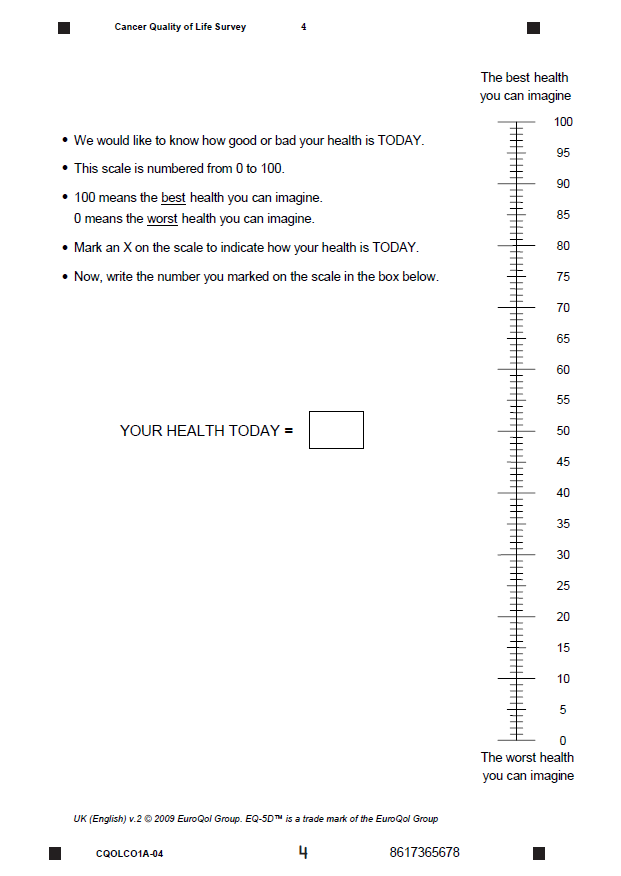 Cancer Quality of Life Survey 4
The best health
you can imagine
• We would like to know how good or bad your health is TODAY.
• This scale is numbered from 0 to 100.
• 100 means the best health you can imagine.
0 means the worst health you can imagine.
• Mark an X on the scale to indicate how your health is TODAY.
• Now, write the number you marked on the scale in the box below.
YOUR HEALTH TODAY =
100
95
90
85
80
75
70
65
60
55
50
45
40
35
30
25
20
15
10
5
0
The worst health
you can imagine
UK (English) v.2 © 2009 EuroQol Group. EQ-5D™ is a trade mark of the EuroQol Group
CQOLCO1A-04 4 8617365678